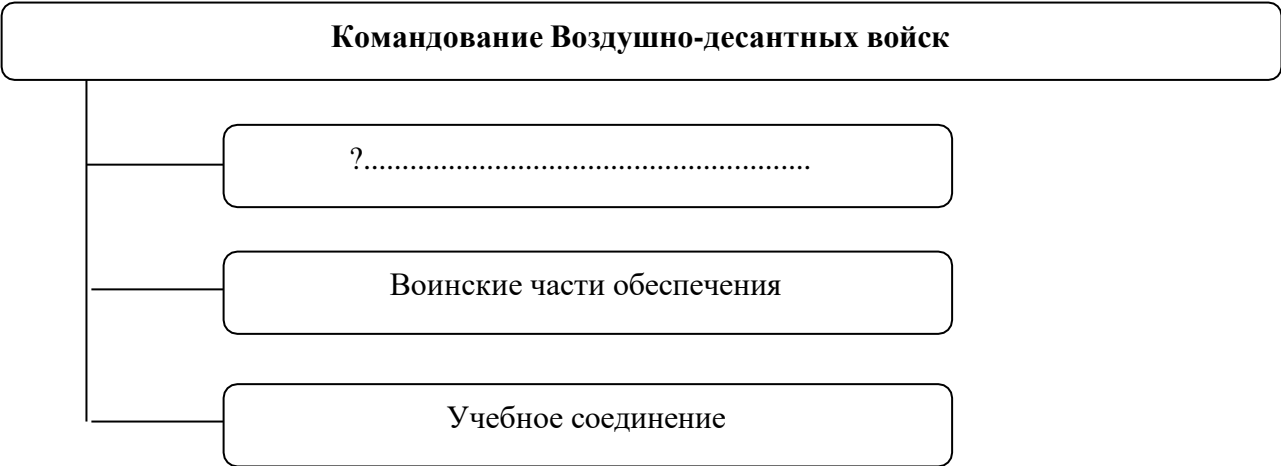 Командование Воздушно-десантных войск
?..........................................................
Воинские части обеспечения
Учебное соединение